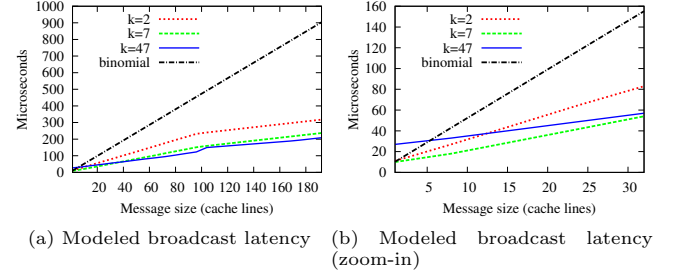 1000
900
800
700
600
500
400
300
200
100
0
Microseconds
k=2
k=7
k=47
binomial
20 40 60 80 100 120 140 160 180
Message size (cache lines)
(a) Modeled broadcast latency
160
140
120
100
80
60
40
20
0
Microseconds
k=2
k=7
k=47
binomial
5 10 15 20 25 30
Message size (cache lines)
(b) Modeled broadcast latency
(zoom-in)